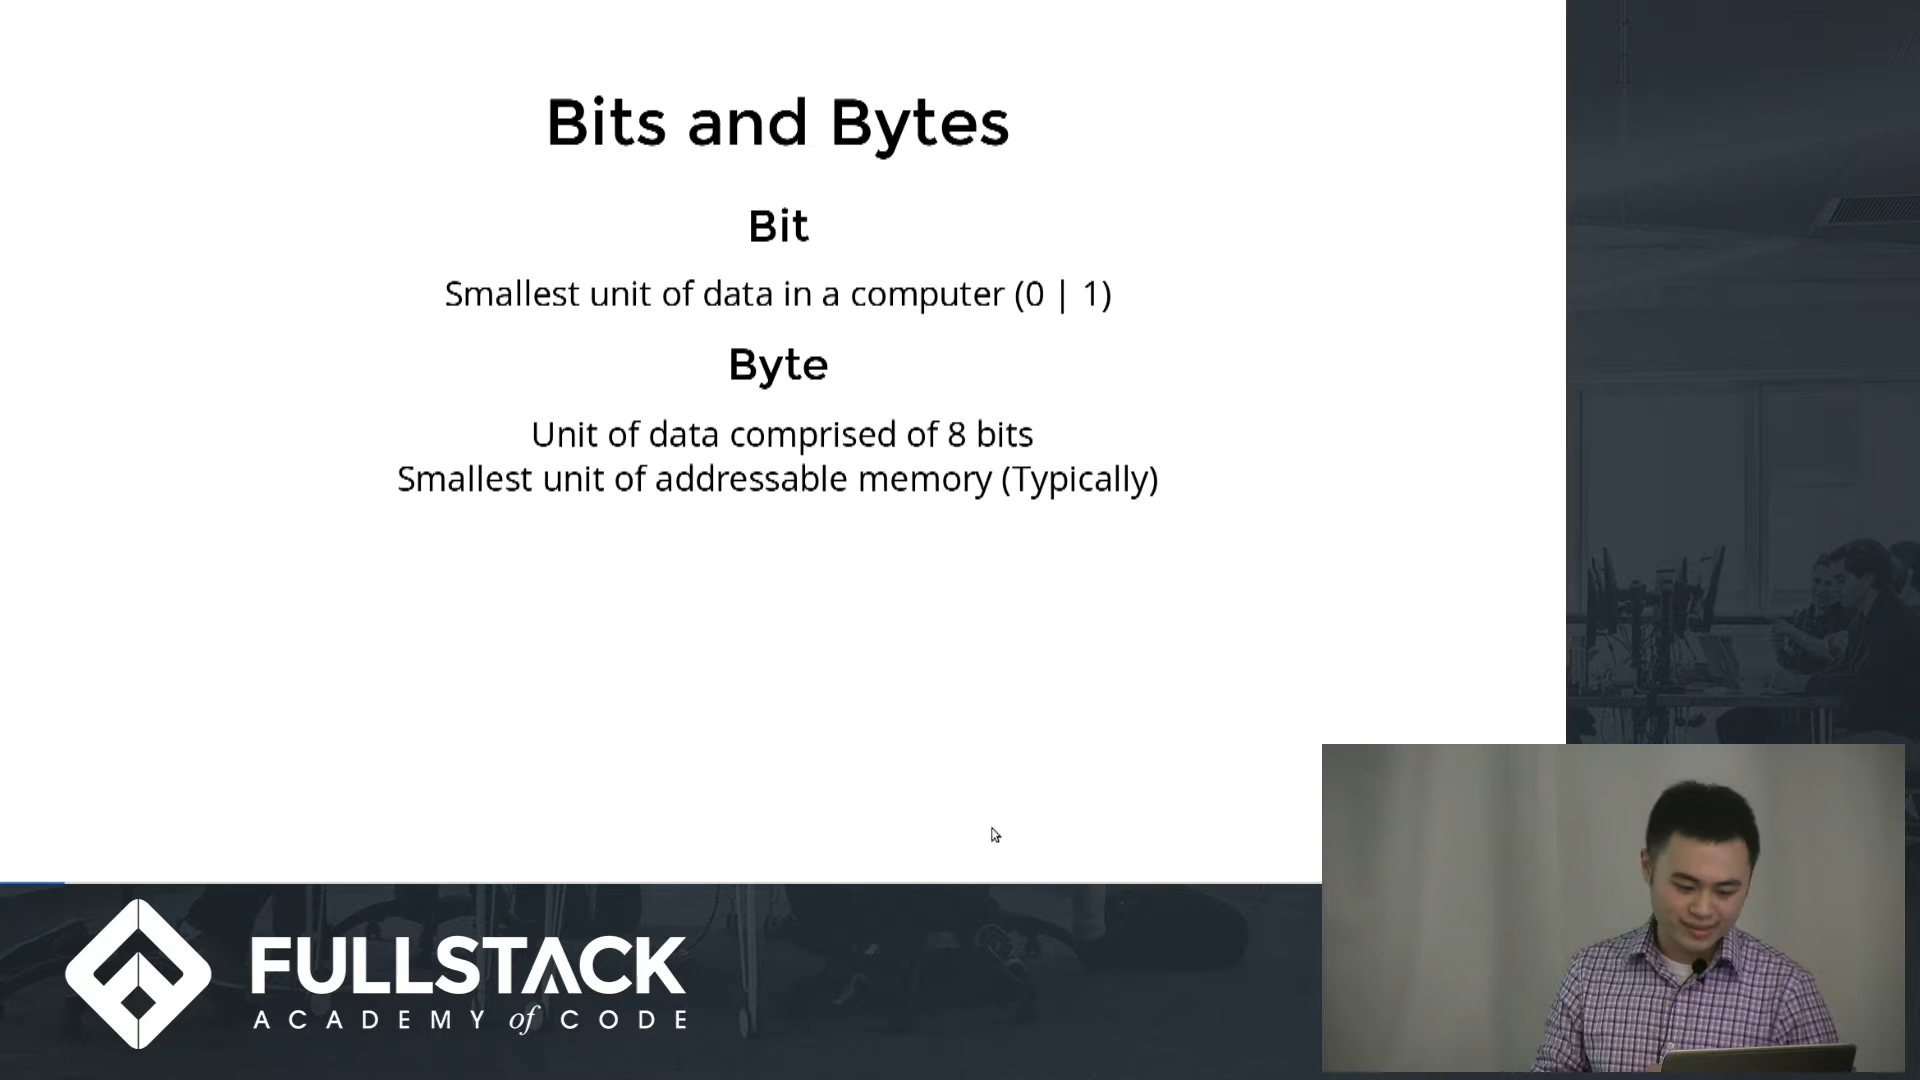 Bits and Bytes
Bit
Smallest unit of data in a computer (0 | 1)
Byte
Unit of data comprised of 8 bits
Smallest unit of addressable memory (Typically)
FULLSTACK
ACADEMY of CODE